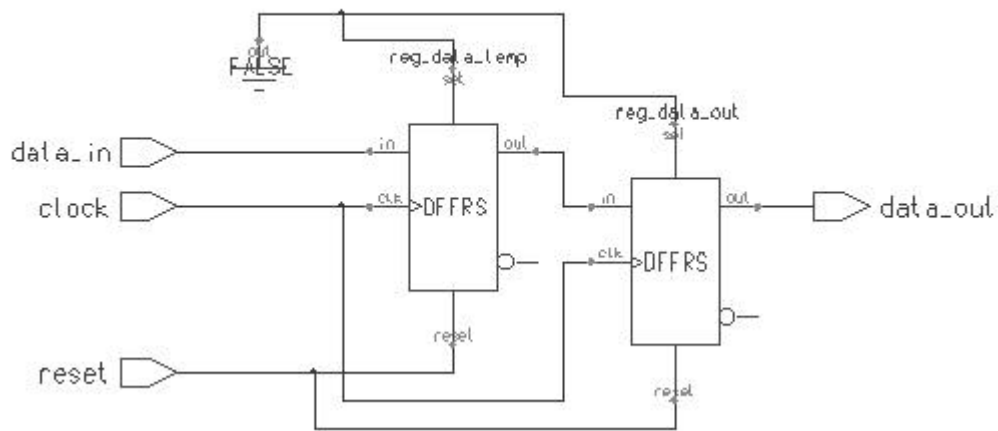 out
FALSE
reg_data_temp
set
reg_data_out
set
data_in
in
out
clock
clk
DFFRS
in
out
data_out
clk
DFFRS
reset
reset
reset